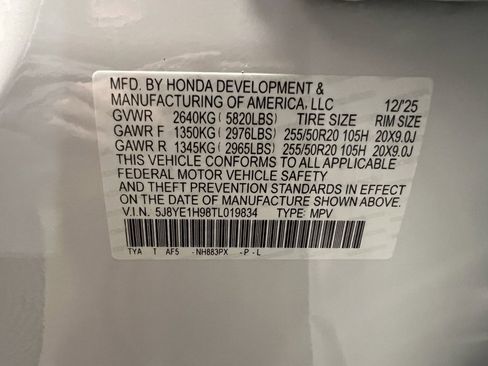 MFD. BY HONDA DEVELOPMENT &
MANUFACTURING OF AMERICA, LLC 12/'25
GVWR 2640KG( 5820LBS) TIRE SIZE RIM SIZE
GAWR F 1350KG( 2976LBS) 255/50R20 105H 20X9.0J
GAWR R 1345KG( 2965LBS) 255/50R20 105H 20X9.0J
THIS VEHICLE CONFORMS TO ALL APPLICABLE
FEDERAL MOTOR VEHICLE SAFETY
AND THEFT PREVENTION STANDARDS IN EFFECT
ON THE DATE OF MANUFACTURE SHOWN ABOVE.
V.I.N. 5J8YE1H98TL019834 TYPE: MPV
TYA T AF5 -NH883PX -P-L